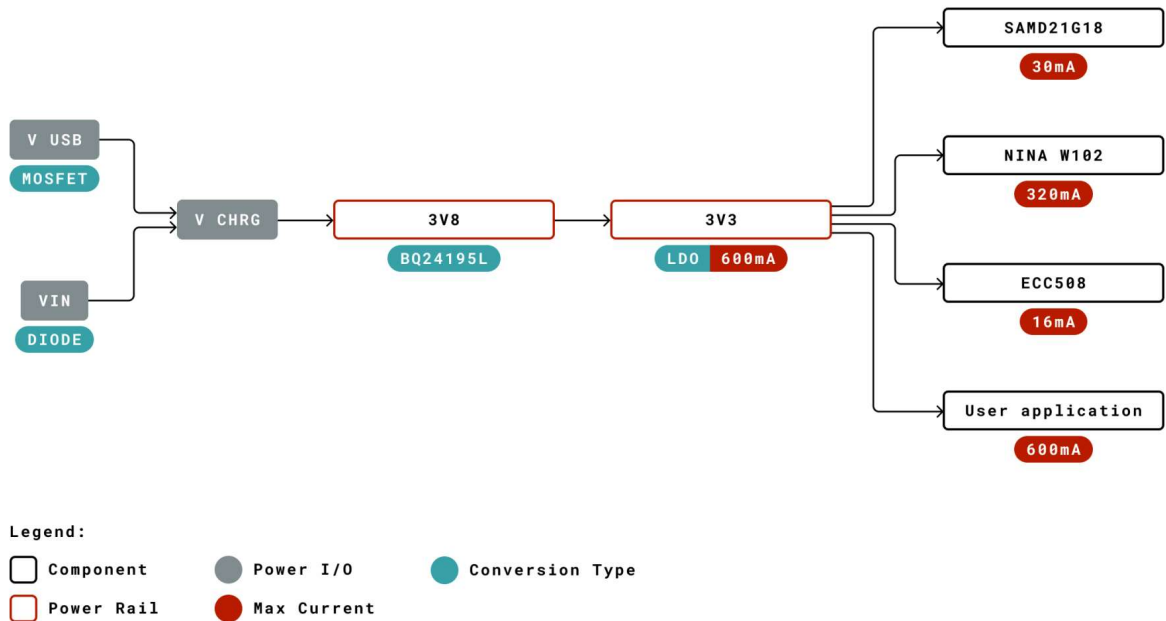 SAMD21G18
30mA
V USB
MOSFET
NINA W102
320mA
V CHRG
3V8
BQ24195L
3V3
LDO 600mA
VIN
DIODE
ECC508
16mA
User application
600mA
Legend:
Component
Power I/O
Conversion Type
Power Rail
Max Current